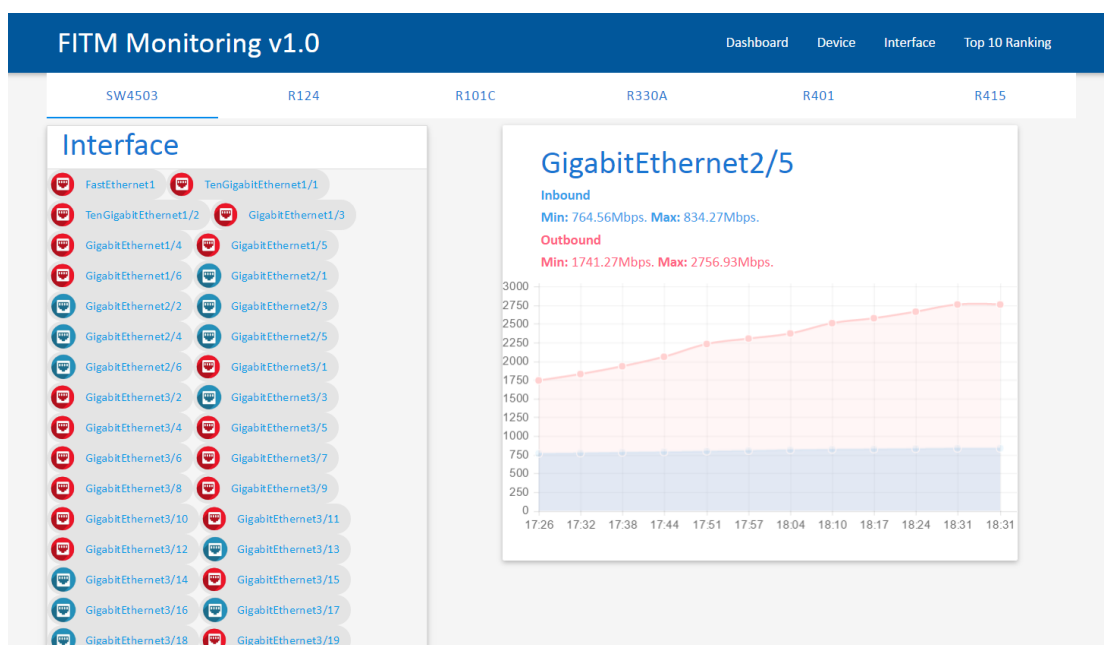 FITM Monitoring v1.0
Dashboard Device Interface Top 10 Ranking
SW4503 R124 R101C R330A R401 R415
Interface
FastEthernet1 TenGigabitEthernet1/1
TenGigabitEthernet1/2 GigabitEthernet1/3
GigabitEthernet1/4 GigabitEthernet1/5
GigabitEthernet1/6 GigabitEthernet2/1
GigabitEthernet2/2 GigabitEthernet2/3
GigabitEthernet2/4 GigabitEthernet2/5
GigabitEthernet2/6 GigabitEthernet3/1
GigabitEthernet3/2 GigabitEthernet3/3
GigabitEthernet3/4 GigabitEthernet3/5
GigabitEthernet3/6 GigabitEthernet3/7
GigabitEthernet3/8 GigabitEthernet3/9
GigabitEthernet3/10 GigabitEthernet3/11
GigabitEthernet3/12 GigabitEthernet3/13
GigabitEthernet3/14 GigabitEthernet3/15
GigabitEthernet3/16 GigabitEthernet3/17
GigabitEthernet3/18 GigabitEthernet3/19
GigabitEthernet2/5
Inbound
Min: 764.56Mbps. Max: 834.27Mbps.
Outbound
Min: 1741.27Mbps. Max: 2756.93Mbps.
3000
2750
2500
2250
2000
1750
1500
1250
1000
750
500
250
0
17:26 17:32 17:38 17:44 17:51 17:57 18:04 18:10 18:17 18:24 18:31 18:31